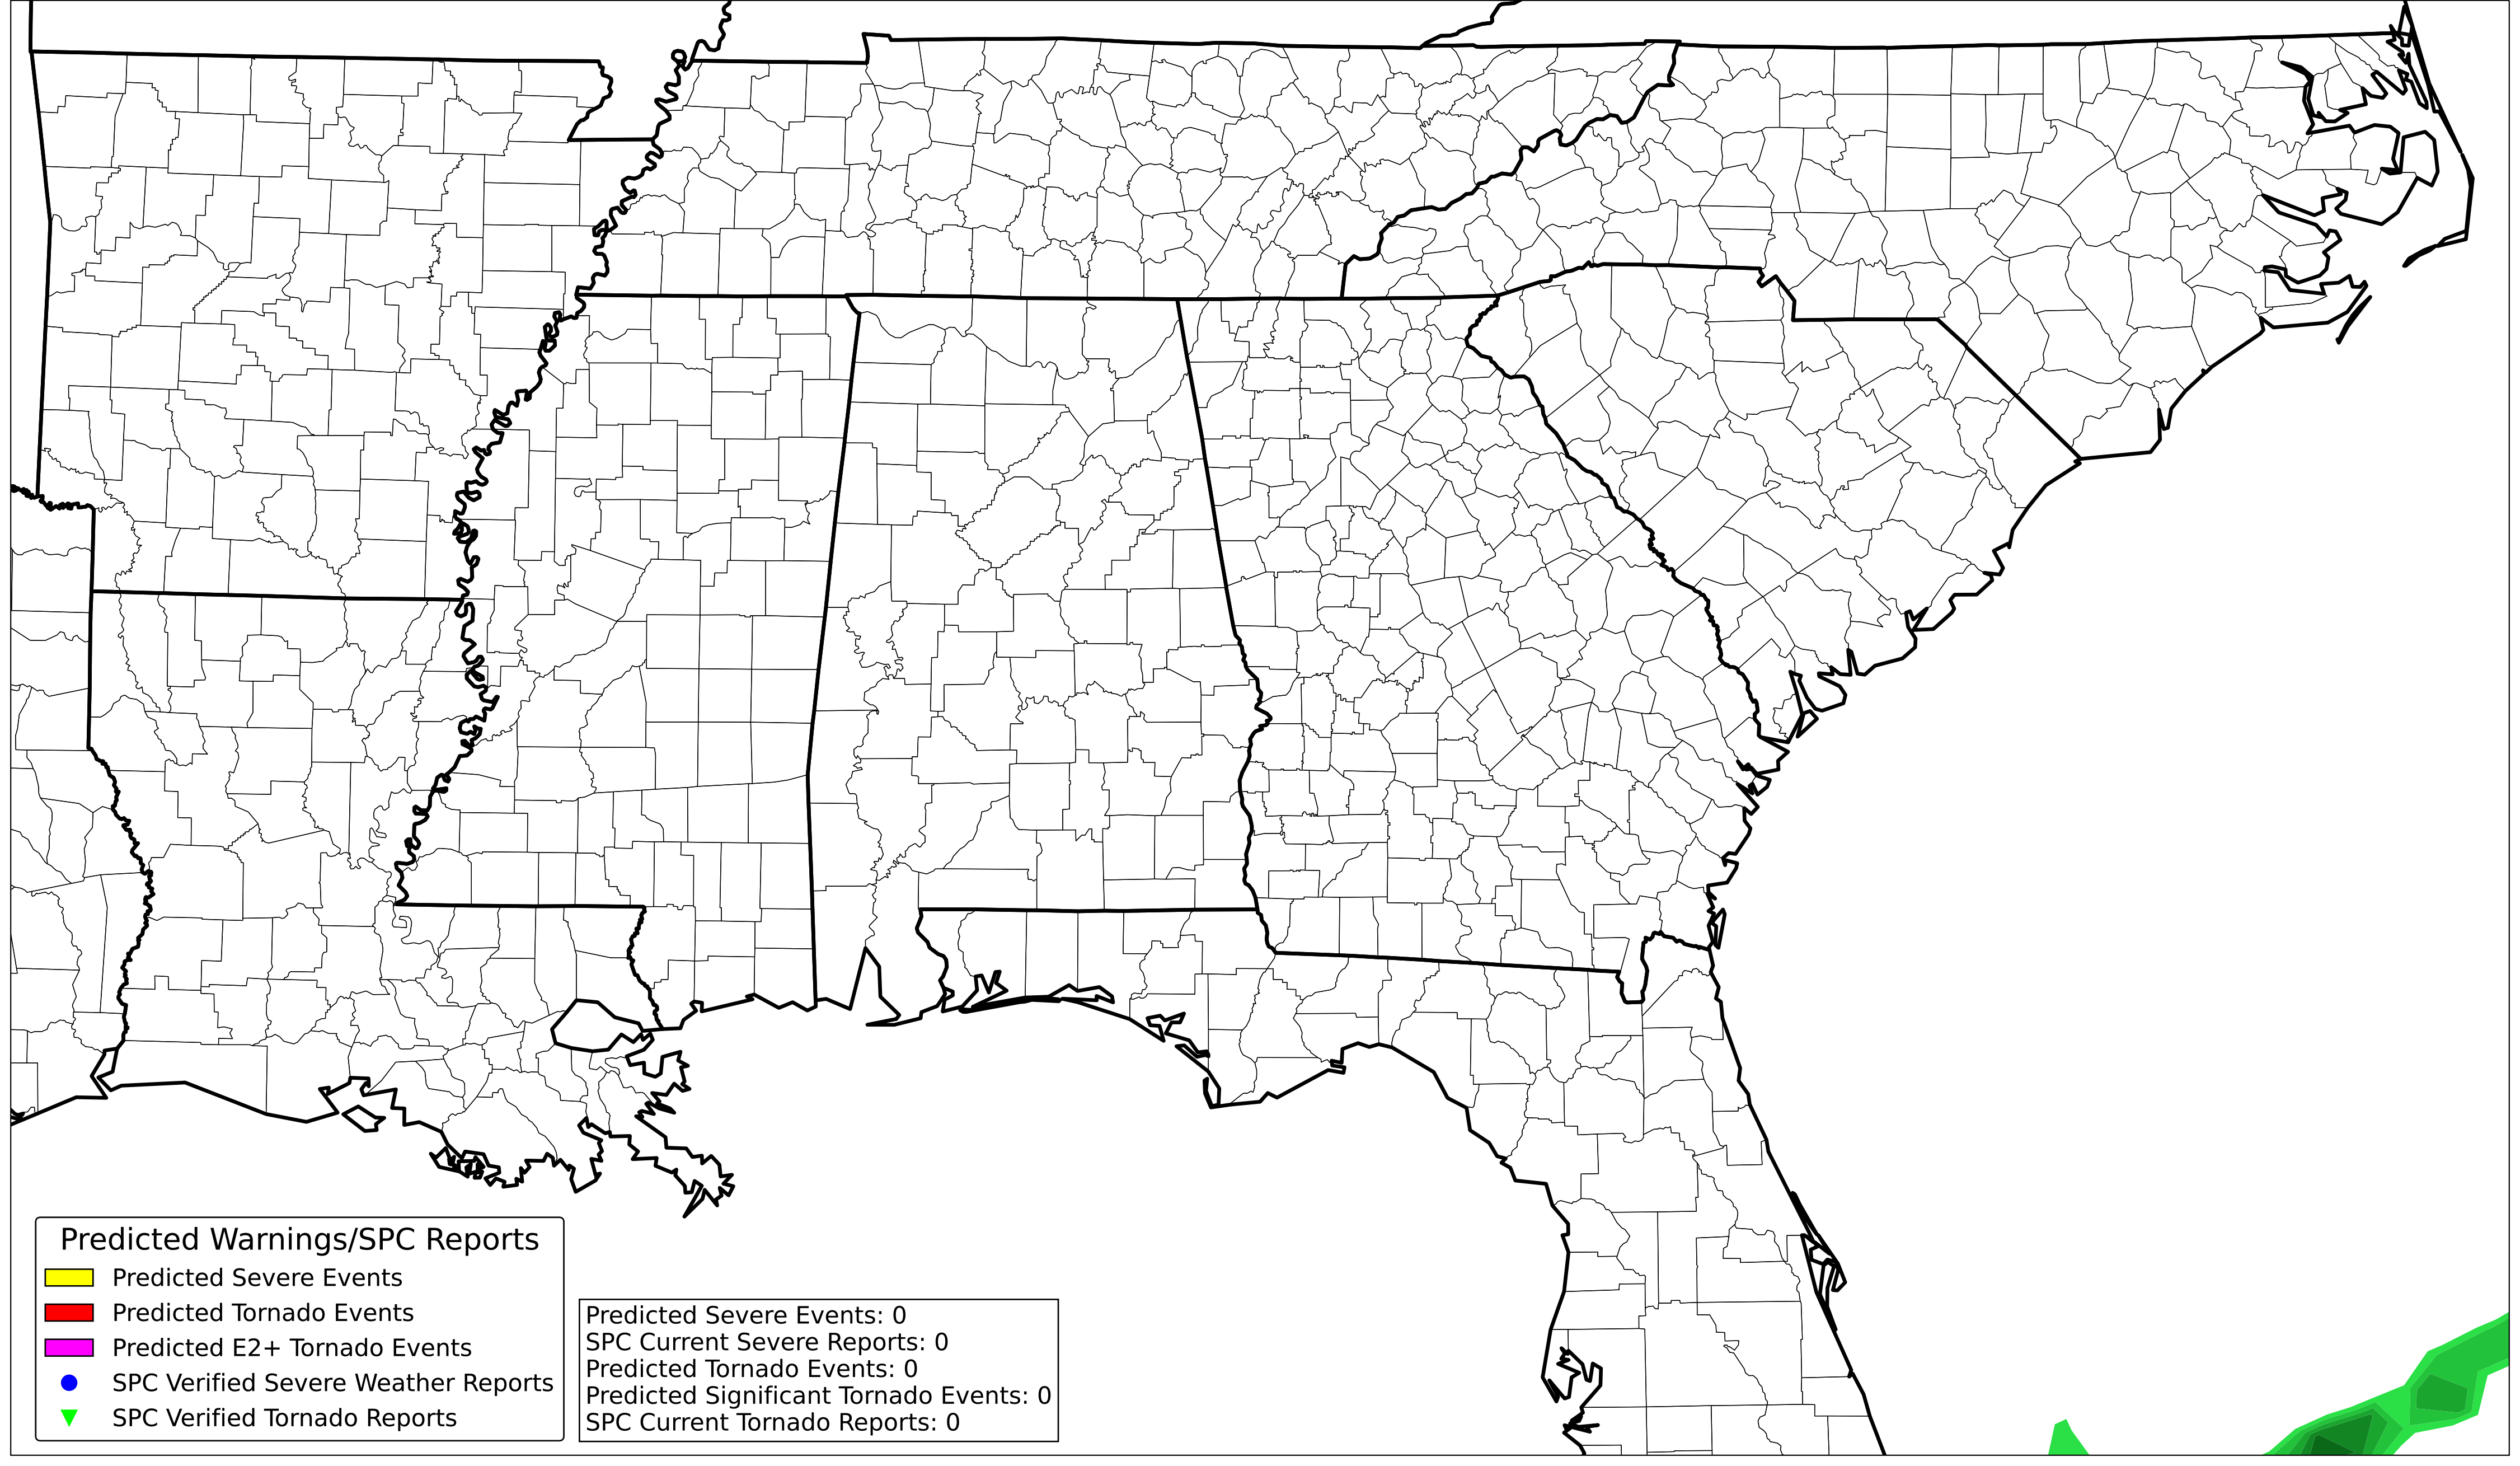 Predicted Warnings/SPC Reports
Predicted Severe Events
Predicted Tornado Events
Predicted E2+ Tornado Events
SPC Verified Severe Weather Reports
SPC Verified Tornado Reports
Predicted Severe Events: 0
SPC Current Severe Reports: 0
Predicted Tornado Events: 0
Predicted Significant Tornado Events: 0
SPC Current Tornado Reports: 0